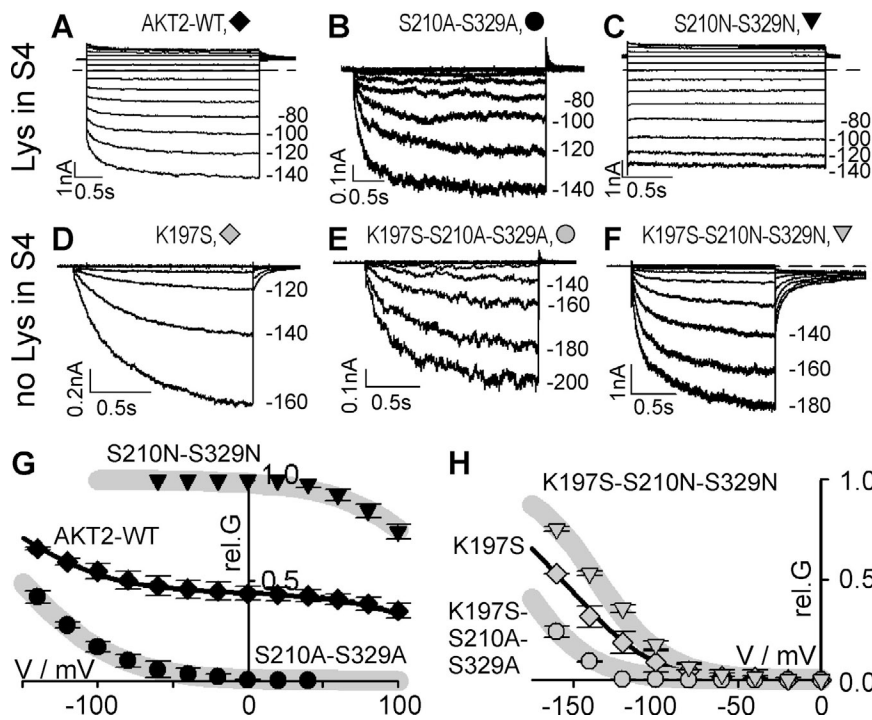 Lys in S4
A AKT2-WT, ◆
-80
-100
-120
-140
1nA
0.5s
B S210A-S329A, ●
-80
-100
-120
-140
0.1nA
0.5s
C S210N-S329N, ▼
-80
-100
-120
-140
1nA
0.5s
no Lys in S4
D K197S, ◆
-120
-140
-160
0.2nA
0.5s
E K197S-S210A-S329A, ●
-140
-160
-180
-200
0.1nA
0.5s
F K197S-S210N-S329N, ▼
-140
-160
-180
1nA
0.5s
G
S210N-S329N
1.0
rel.G
AKT2-WT
0.5
S210A-S329A
V / mV
-100
0
100
H
K197S-S210N-S329N
1.0
K197S
0.5
rel.G
K197S-
S210A-
S329A
V / mV
0.0
-150
-100
-50
0